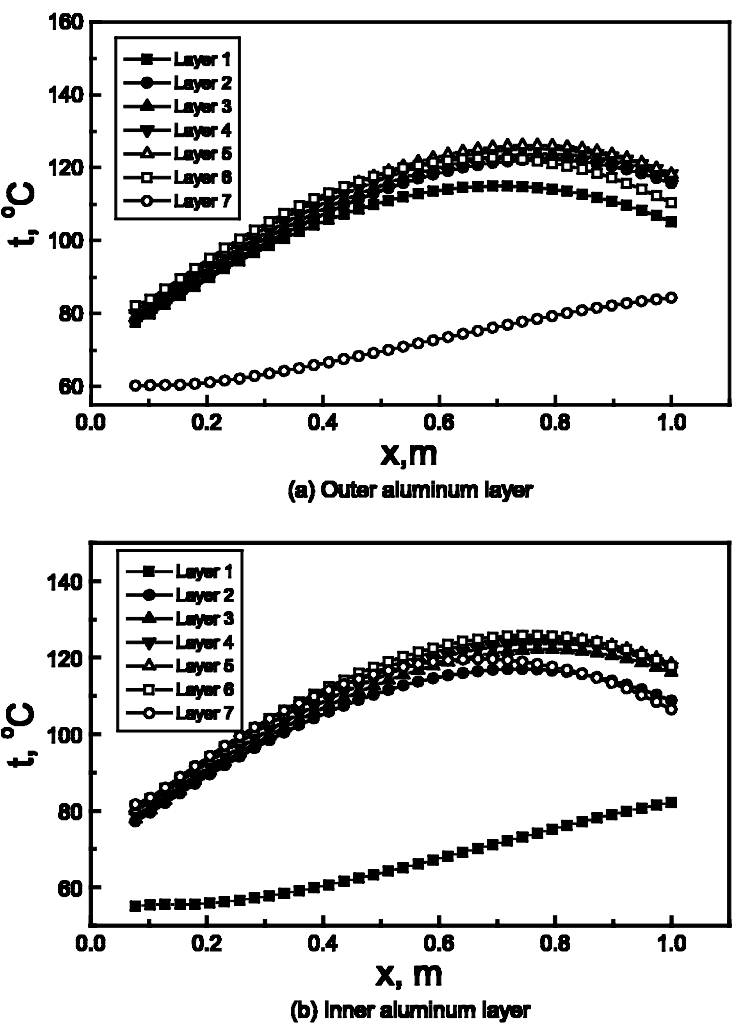 160
140
120
100
80
60
t, °C
Layer 1
Layer 2
Layer 3
Layer 4
Layer 5
Layer 6
Layer 7
0.0 0.2 0.4 0.6 0.8 1.0
x,m
(a) Outer aluminum layer
140
120
100
80
60
t, °C
Layer 1
Layer 2
Layer 3
Layer 4
Layer 5
Layer 6
Layer 7
0.0 0.2 0.4 0.6 0.8 1.0
x, m
(b) Inner aluminum layer